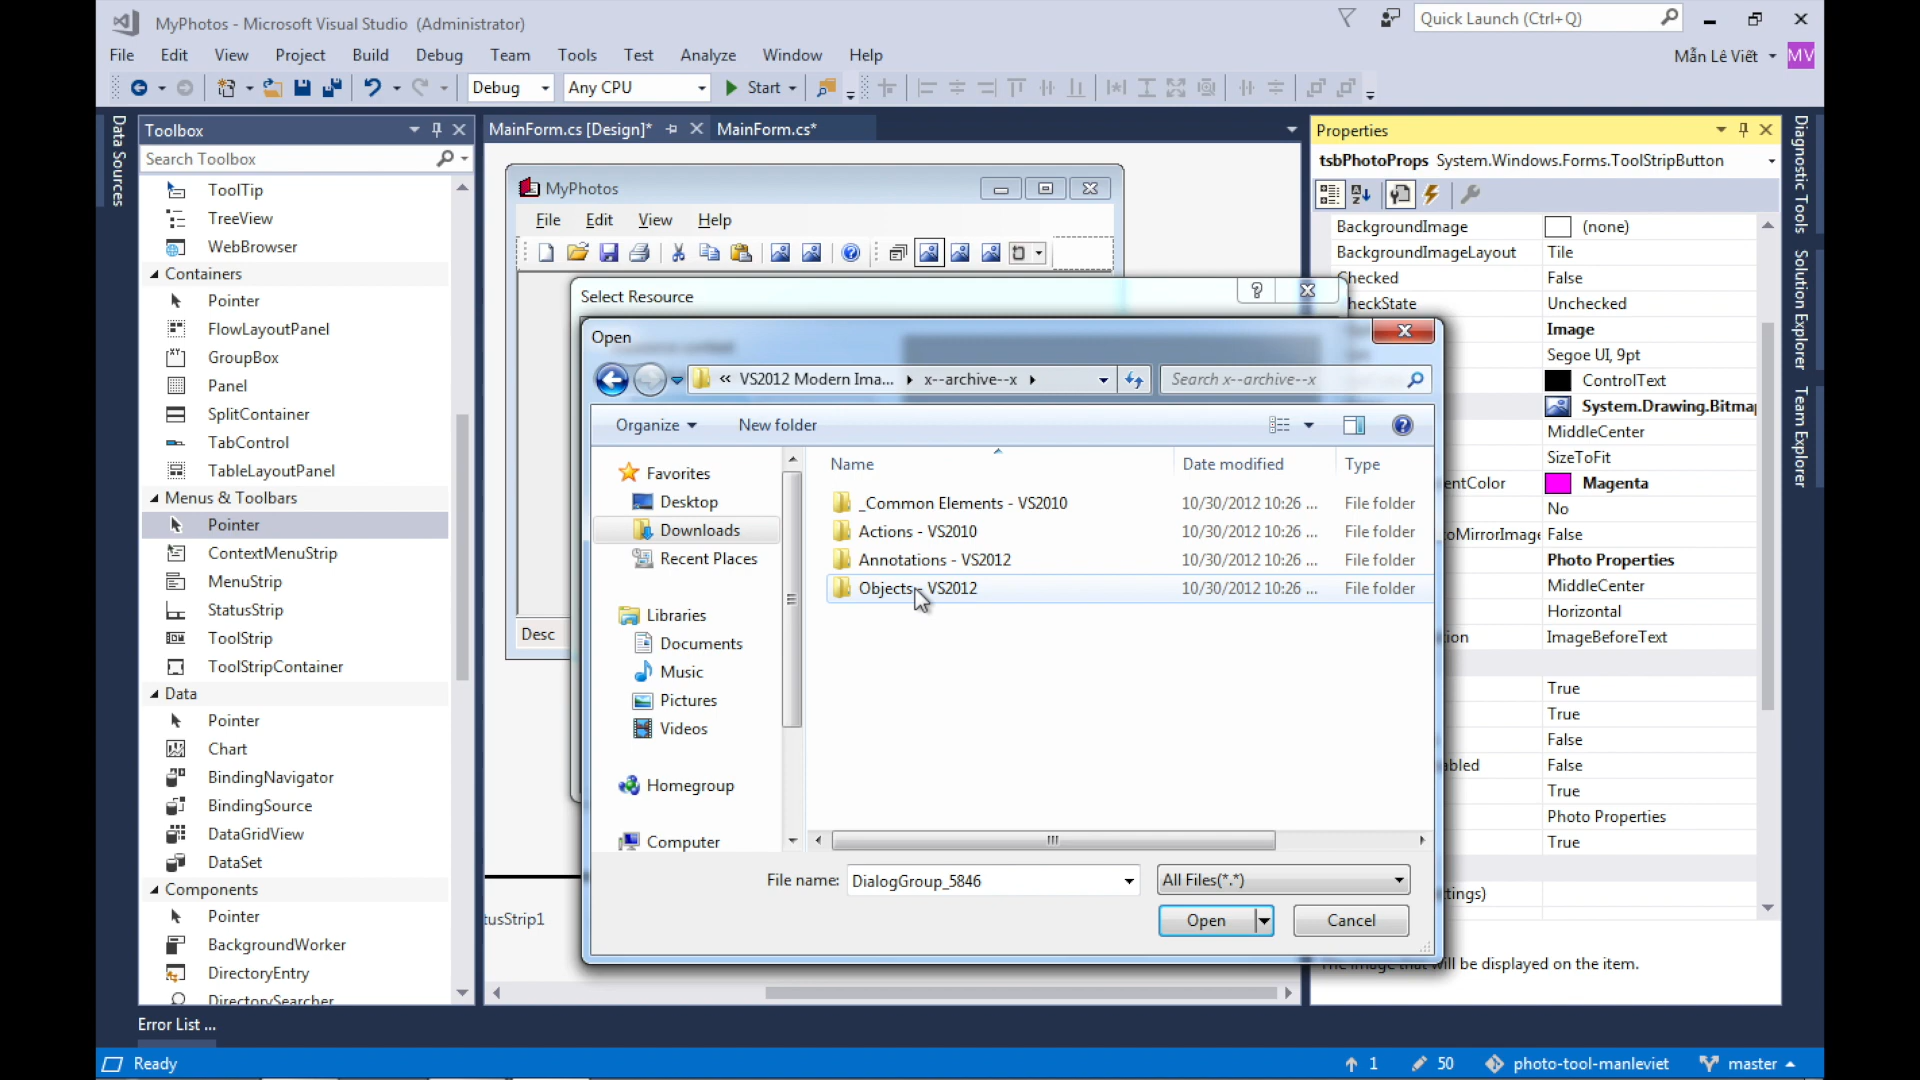 MyPhotos - Microsoft Visual Studio (Administrator)
Quick Launch (Ctrl+Q)
File Edit View Project Build Debug Team Tools Test Analyze Window Help
Mẫn Lê Viết MV
Debug Any CPU Start
Data Sources
Toolbox
Search Toolbox
ToolTip
TreeView
WebBrowser
Containers
Pointer
FlowLayoutPanel
GroupBox
Panel
SplitContainer
TabControl
TableLayoutPanel
Menus & Toolbars
Pointer
ContextMenuStrip
MenuStrip
StatusStrip
ToolStrip
ToolStripContainer
Data
Pointer
Chart
BindingNavigator
BindingSource
DataGridView
DataSet
Components
Pointer
BackgroundWorker
DirectoryEntry
DirectorySearcher
MainForm.cs [Design]* MainForm.cs*
MyPhotos
File Edit View Help
Desc
tusStrip1
Select Resource
Open
« VS2012 Modern Ima... x--archive--x
Search x--archive--x
Organize New folder
Favorites
Desktop
Downloads
Recent Places
Libraries
Documents
Music
Pictures
Videos
Homegroup
Computer
Name Date modified Type
_Common Elements - VS2010 10/30/2012 10:26 ... File folder
Actions - VS2010 10/30/2012 10:26 ... File folder
Annotations - VS2012 10/30/2012 10:26 ... File folder
Objects - VS2012 10/30/2012 10:26 ... File folder
File name: DialogGroup_5846 All Files(*.*)
Open Cancel
Properties
tsbPhotoProps System.Windows.Forms.ToolStripButton
BackgroundImage (none)
BackgroundImageLayout Tile
Checked False
heckState Unchecked
Image
Segoe UI, 9pt
ControlText
System.Drawing.Bitmap
MiddleCenter
SizeToFit
entColor Magenta
No
oMirrorImage False
Photo Properties
MiddleCenter
Horizontal
ion ImageBeforeText
True
True
False
abled False
True
Photo Properties
True
tings)
The image that will be displayed on the item.
Diagnostic Tools
Solution Explorer
Team Explorer
Error List ...
Ready
1 50 photo-tool-manleviet master